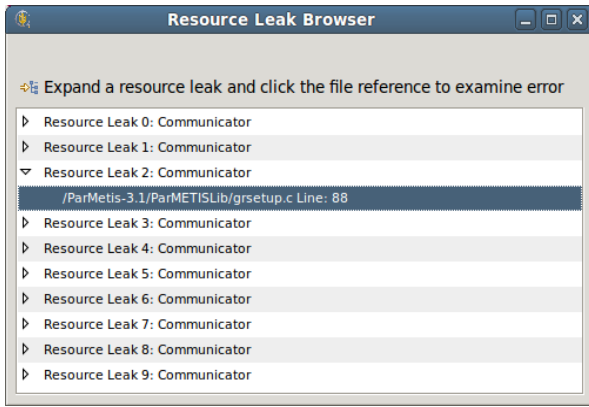 Resource Leak Browser
Expand a resource leak and click the file reference to examine error
Resource Leak 0: Communicator
Resource Leak 1: Communicator
Resource Leak 2: Communicator
/ParMetis-3.1/ParMETISLib/grsetup.c Line: 88
Resource Leak 3: Communicator
Resource Leak 4: Communicator
Resource Leak 5: Communicator
Resource Leak 6: Communicator
Resource Leak 7: Communicator
Resource Leak 8: Communicator
Resource Leak 9: Communicator